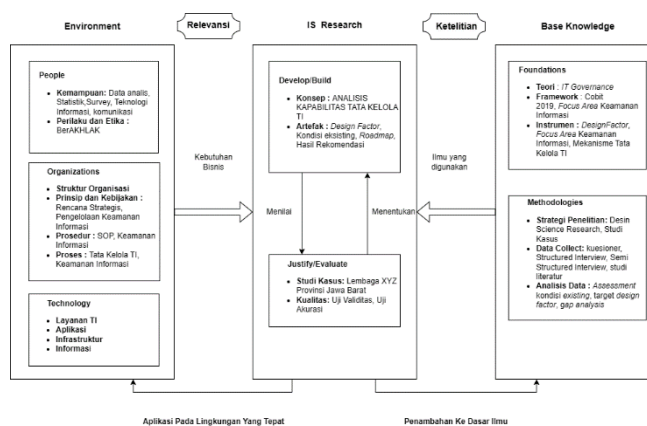 Environment
Relevansi
IS Research
Ketelitian
Base Knowledge
People
• Kemampuan: Data analis,
Statistik,Survey, Teknologi
Informasi, komunikasi
• Perilaku dan Etika :
BerAKHLAK
Organizations
• Struktur Organisasi
• Prinsip dan Kebijakan :
Rencana Strategis,
Pengelolaan Keamanan
Informasi
• Prosedur : SOP, Keamanan
Informasi
• Proses : Tata Kelola TI,
Keamanan Informasi
Technology
• Layanan TI
• Aplikasi
• Infrastruktur
• Informasi
Kebutuhan
Bisnis
Develop/Build
• Konsep : ANALISIS
KAPABILITAS TATA KELOLA
TI
• Artefak : Design Factor,
Kondisi eksisting, Roadmap,
Hasil Rekomendasi
Menilai
Menentukan
Justify/Evaluate
• Studi Kasus: Lembaga XYZ
Provinsi Jawa Barat
• Kualitas: Uji Validitas, Uji
Akurasi
Ilmu yang
digunakan
Foundations
• Teori : IT Governance
• Framework : Cobit
2019, Focus Area Keamanan
Informasi
• Instrumen : DesignFactor,
Focus Area Keamanan
Informasi, Mekanisme Tata
Kelola TI
Methodologies
• Strategi Penelitian: Desin
Science Research, Studi
Kasus
• Data Collect: kuesioner,
Structured Interview, Semi
Structured Interview, studi
literatur
• Analisis Data : Assessment
kondisi existing, target design
factor, gap analysis
Aplikasi Pada Lingkungan Yang Tepat
Penambahan Ke Dasar Ilmu